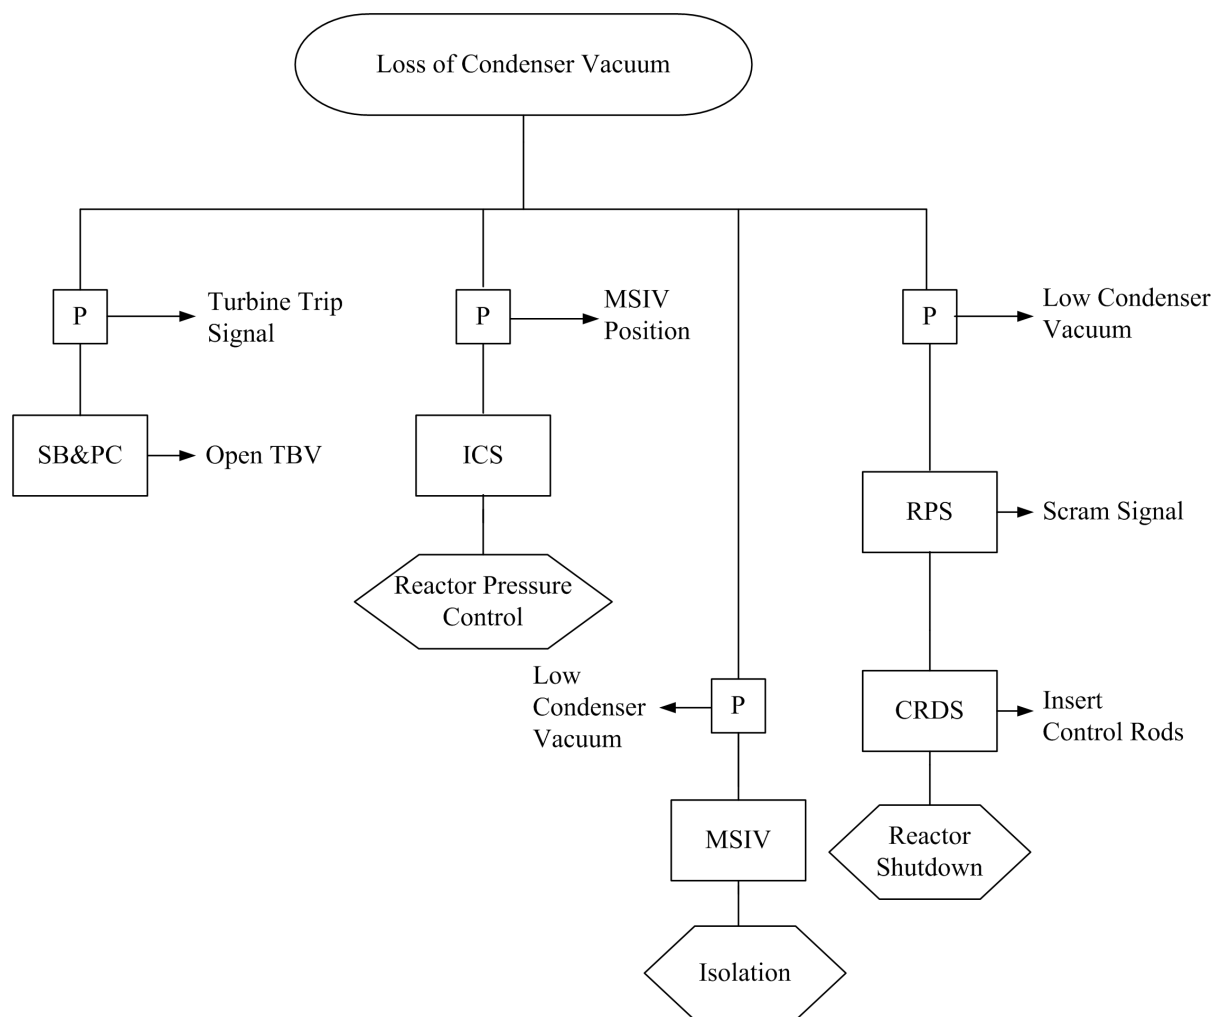 Loss of Condenser Vacuum
P
Turbine Trip
Signal
SB&PC
Open TBV
P
MSIV
Position
ICS
Reactor Pressure
Control
Low
Condenser
Vacuum
P
MSIV
Isolation
P
Low Condenser
Vacuum
RPS
Scram Signal
CRDS
Insert
Control Rods
Reactor
Shutdown